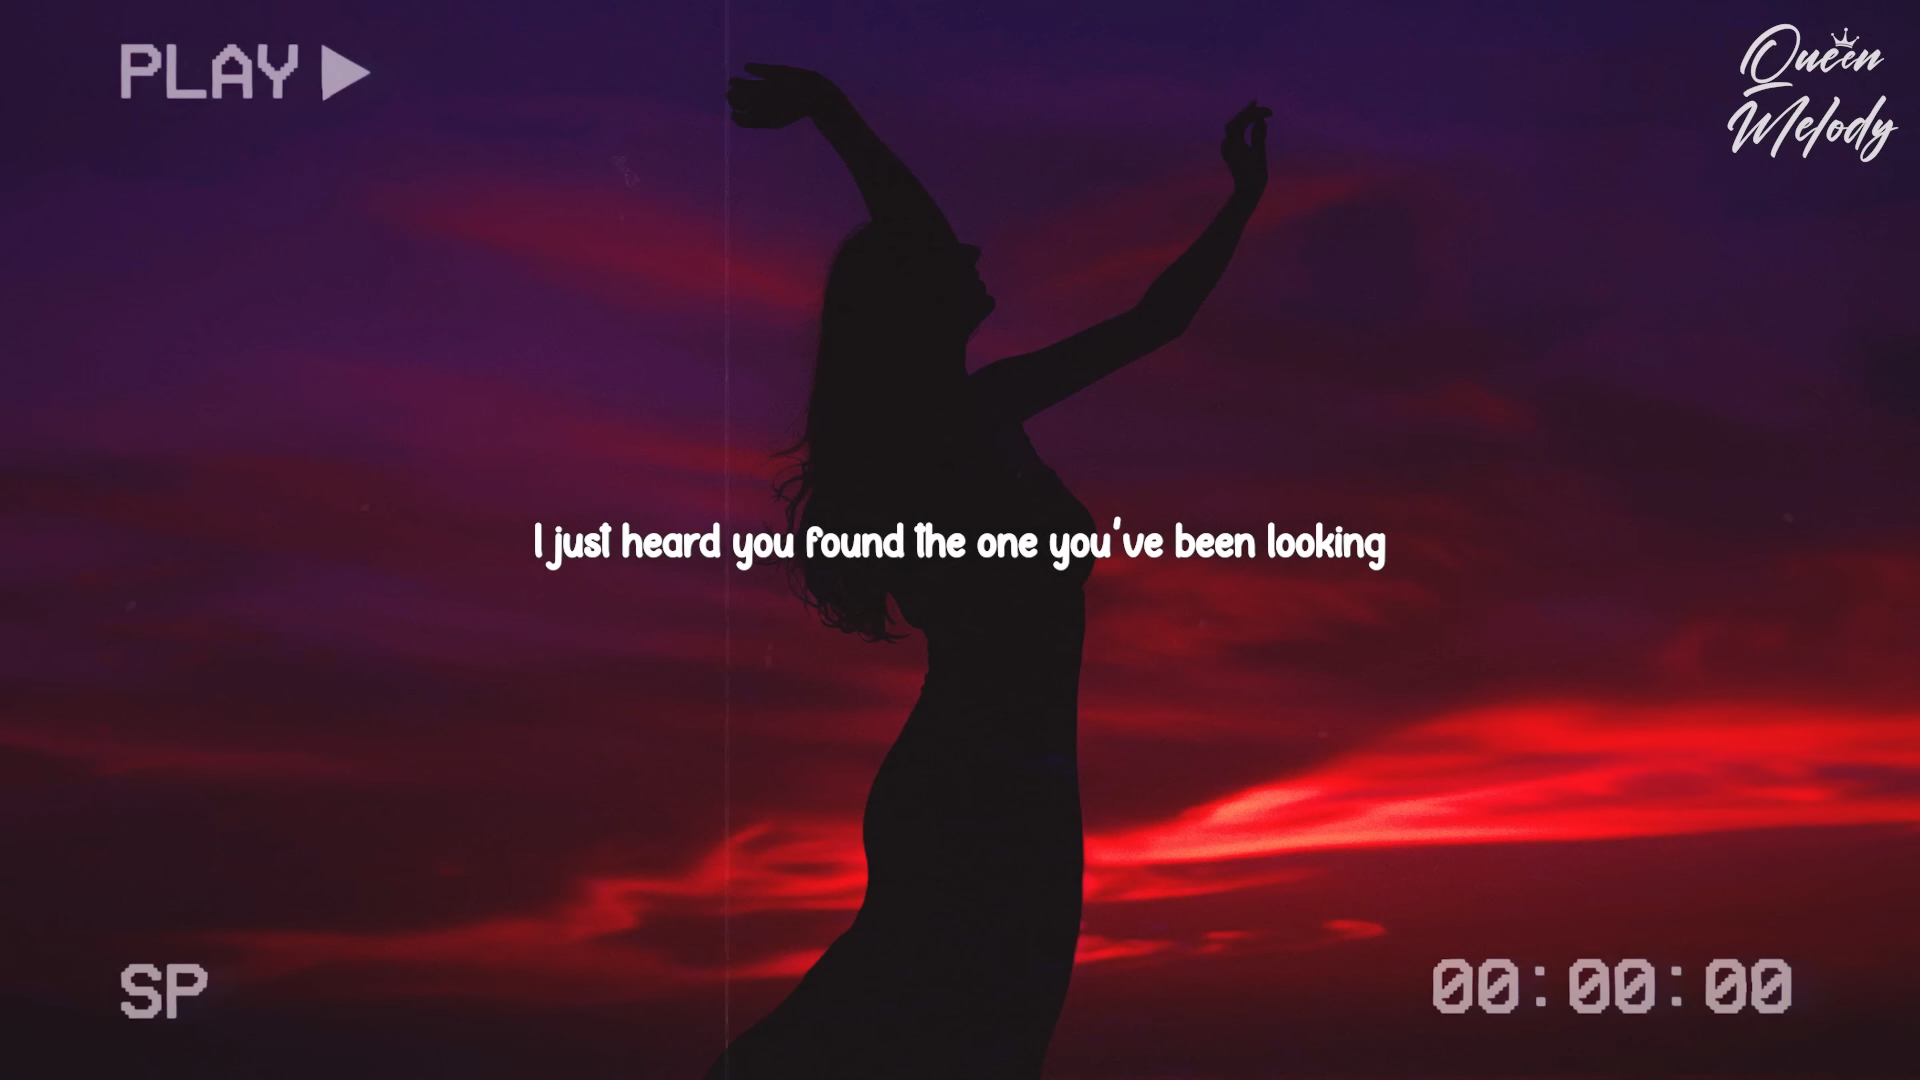 PLAY
Queen
Melody
I just heard you found the one you've been looking
SP
00:00:00